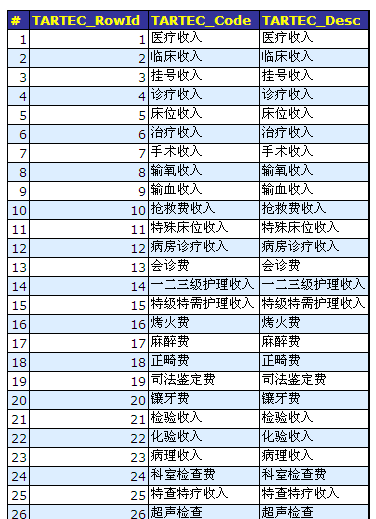 # TARTEC_RowId TARTEC_Code TARTEC_Desc
1 1 医疗收入 医疗收入
2 2 临床收入 临床收入
3 3 挂号收入 挂号收入
4 4 诊疗收入 诊疗收入
5 5 床位收入 床位收入
6 6 治疗收入 治疗收入
7 7 手术收入 手术收入
8 8 输氧收入 输氧收入
9 9 输血收入 输血收入
10 10 抢救费收入 抢救费收入
11 11 特殊床位收入 特殊床位收入
12 12 病房诊疗收入 病房诊疗收入
13 13 会诊费 会诊费
14 14 一二三级护理收入 一二三级护理收入
15 15 特级特需护理收入 特级特需护理收入
16 16 烤火费 烤火费
17 17 麻醉费 麻醉费
18 18 正畸费 正畸费
19 19 司法鉴定费 司法鉴定费
20 20 镶牙费 镶牙费
21 21 检验收入 检验收入
22 22 化验收入 化验收入
23 23 病理收入 病理收入
24 24 科室检查费 科室检查费
25 25 特查特疗收入 特查特疗收入
26 26 超声检查 超声检查